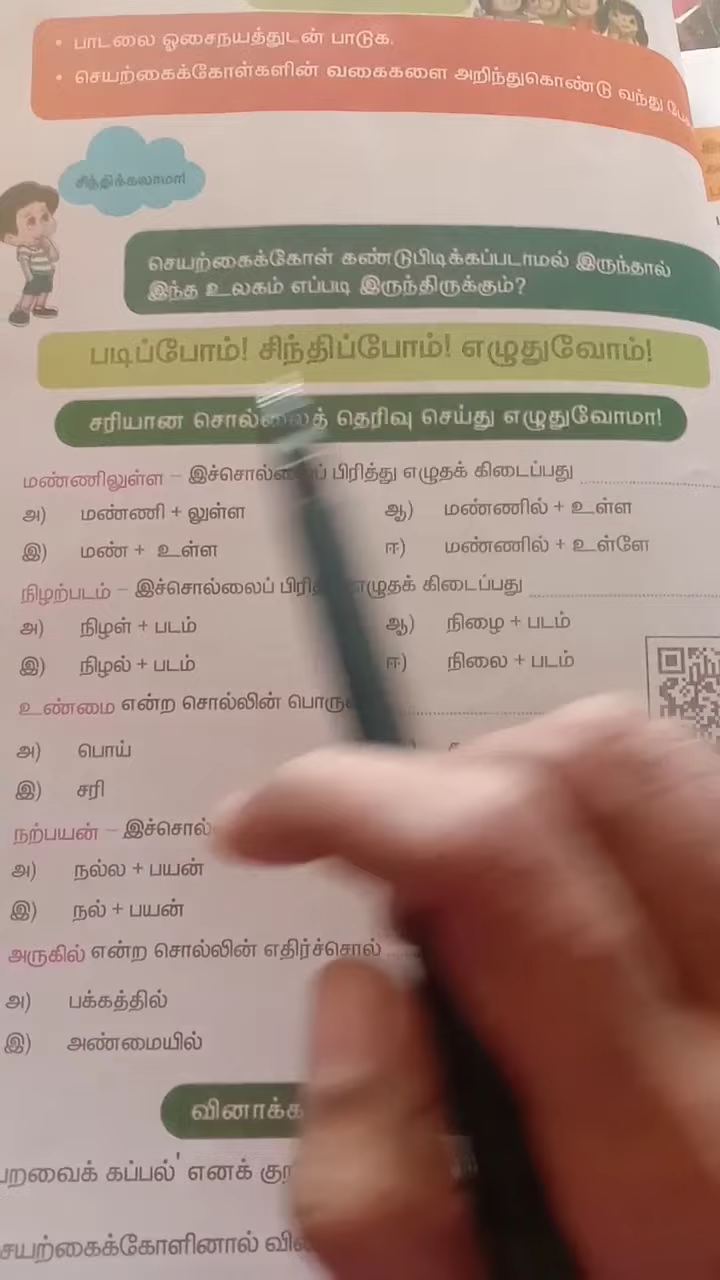 • பாடலை ஓசைநயத்துடன் பாடுக.
• செயற்கைக்கோள்களின் வகைகளை அறிந்துகொண்டு வந்து
சிந்திக்கலாமா!
செயற்கைக்கோள் கண்டுபிடிக்கப்படாமல் இருந்தால்
இந்த உலகம் எப்படி இருந்திருக்கும்?
படிப்போம்! சிந்திப்போம்! எழுதுவோம்!
சரியான சொல்லைத் தெரிவு செய்து எழுதுவோமா!
மண்ணிலுள்ள – இச்சொல்லைப் பிரித்து எழுதக் கிடைப்பது
அ) மண்ணி + லுள்ள ஆ) மண்ணில் + உள்ள
இ) மண் + உள்ள ஈ) மண்ணில் + உள்ளே
நிழற்படம் – இச்சொல்லைப் எழுதக் கிடைப்பது
அ) நிழள் + படம் ஆ) நிழை + படம்
இ) நிழல் + படம் ஈ) நிலை + படம்
உண்மை என்ற சொல்லின்
அ) பொய்
இ) சரி
நற்பயன் –
அ) நல்ல + பயன்
இ) நல் + பயன்
அருகில் என்ற சொல்லின் எதிர்ச்சொல்
அ) பக்கத்தில்
இ) அண்மையில்
கப்பல்' எனக்